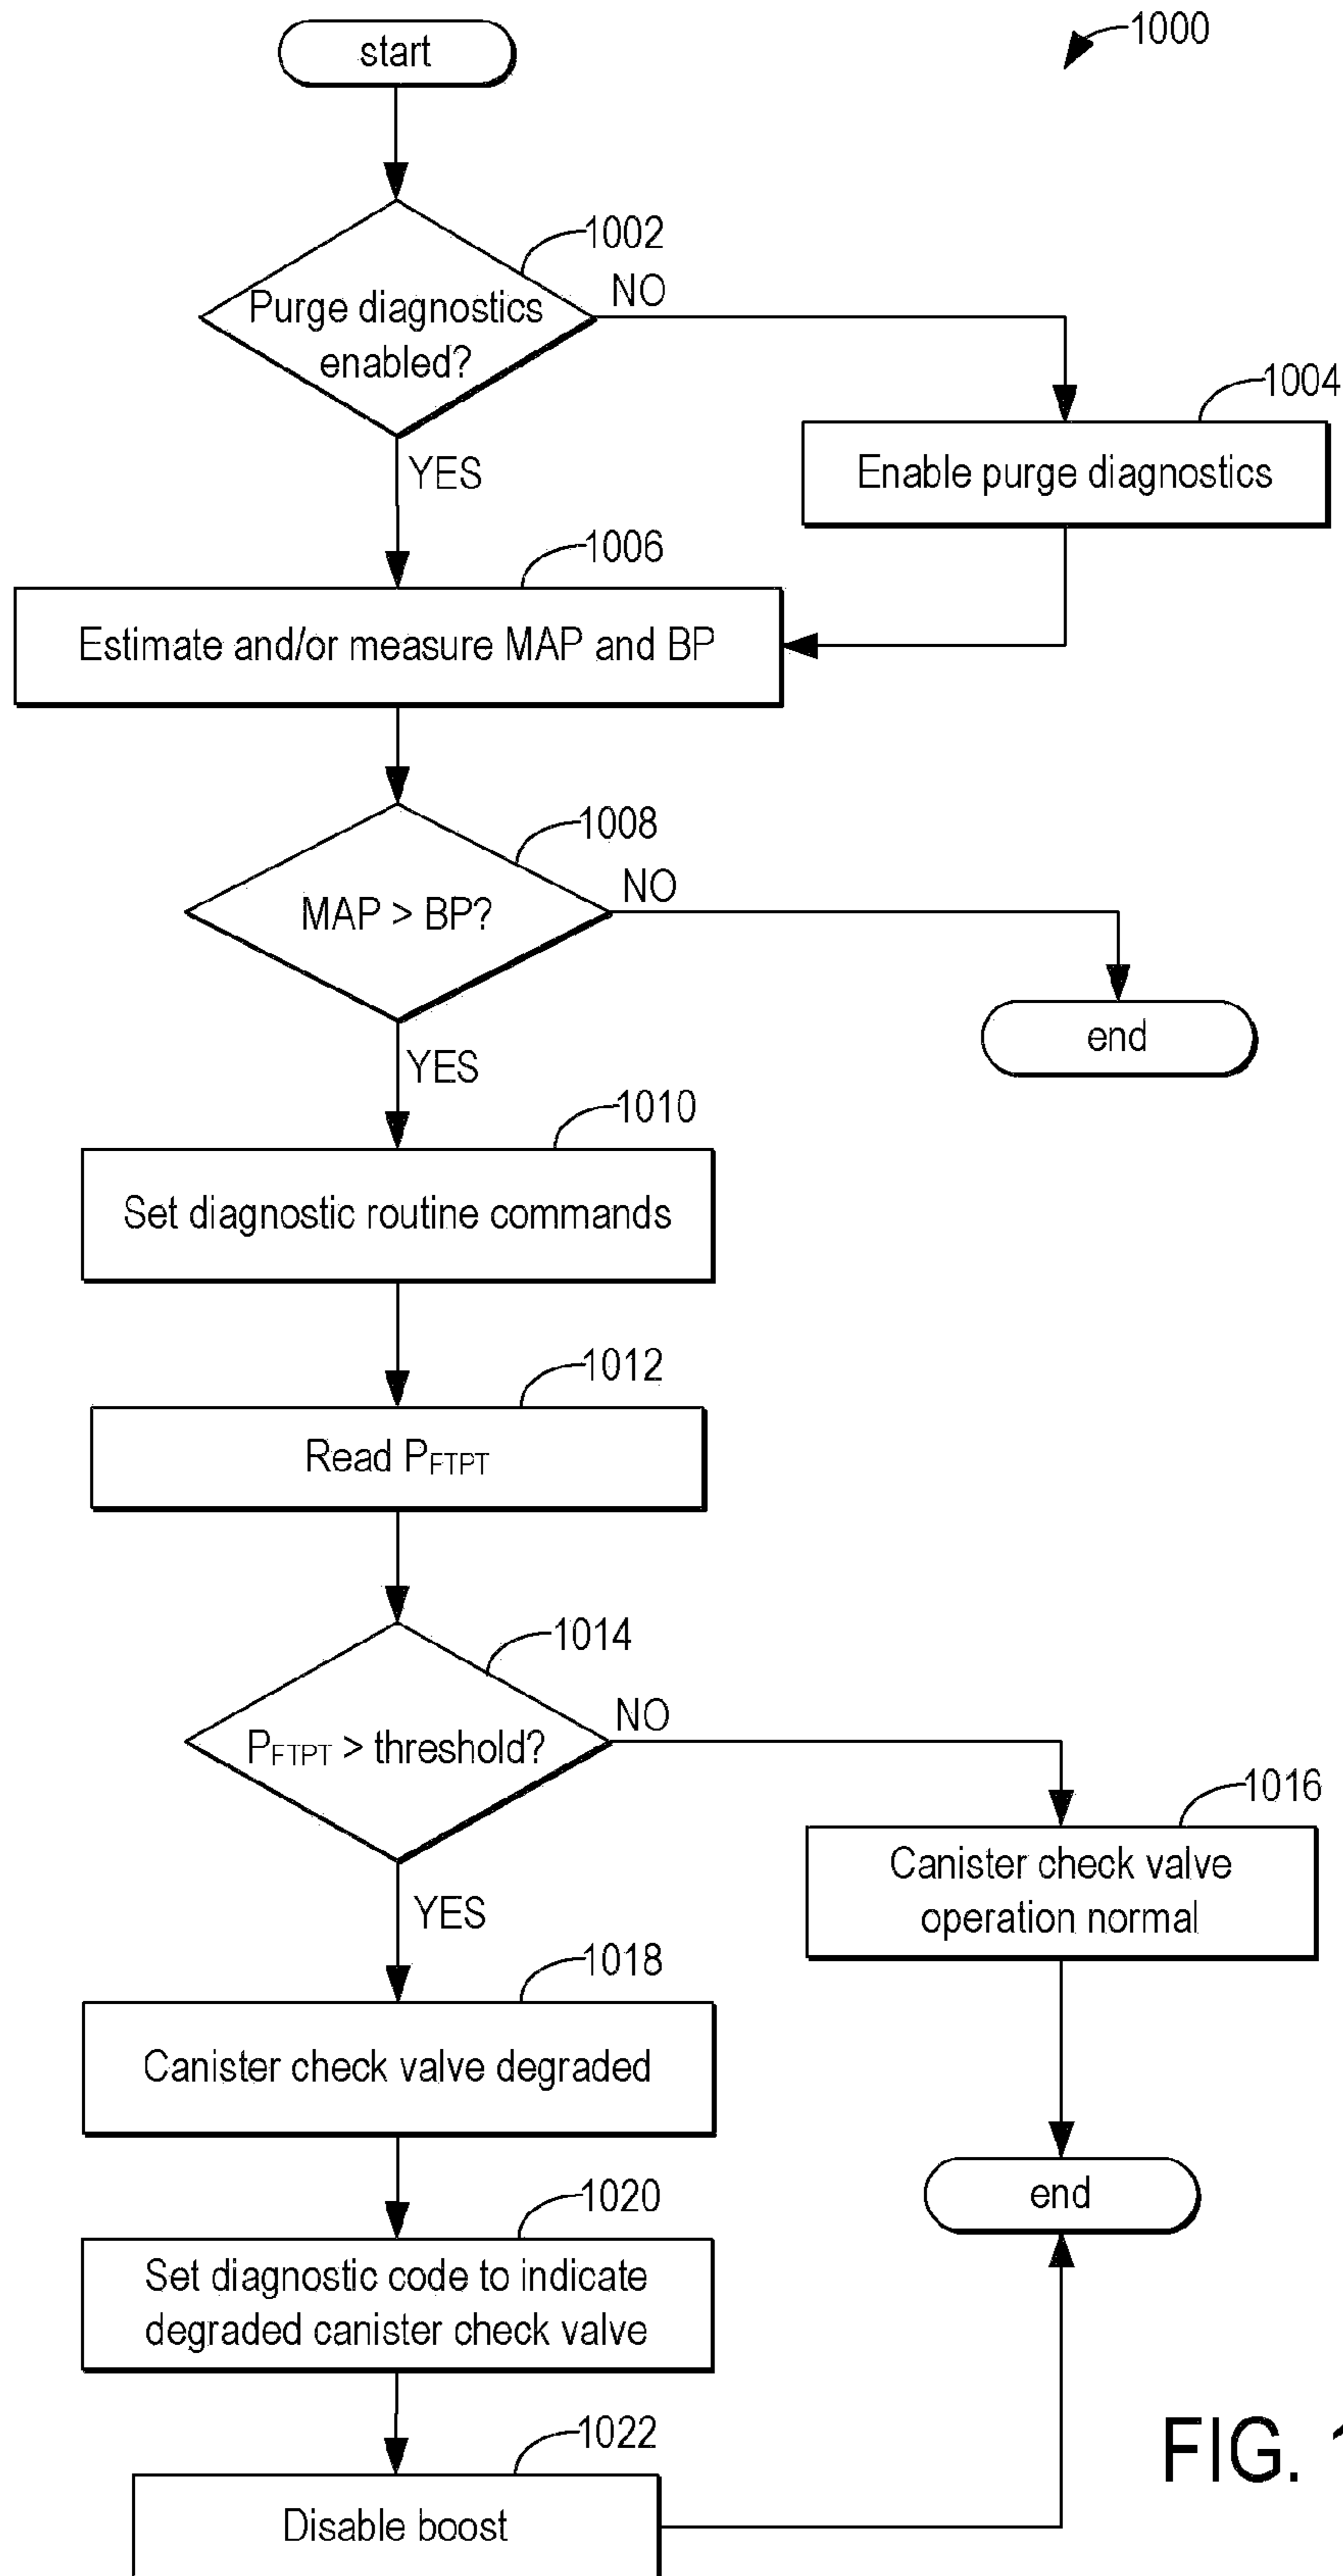 start
1000
1002
Purge diagnostics
enabled?
NO
YES
1004
Enable purge diagnostics
1006
Estimate and/or measure MAP and BP
1008
MAP > BP?
NO
YES
end
1010
Set diagnostic routine commands
1012
Read PFTPT
1014
PFTPT > threshold?
NO
YES
1016
Canister check valve
operation normal
1018
Canister check valve degraded
end
1020
Set diagnostic code to indicate
degraded canister check valve
1022
Disable boost
FIG.